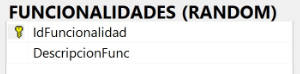 FUNCIONALIDADES (RANDOM)
IdFuncionalidad
DescripcionFunc